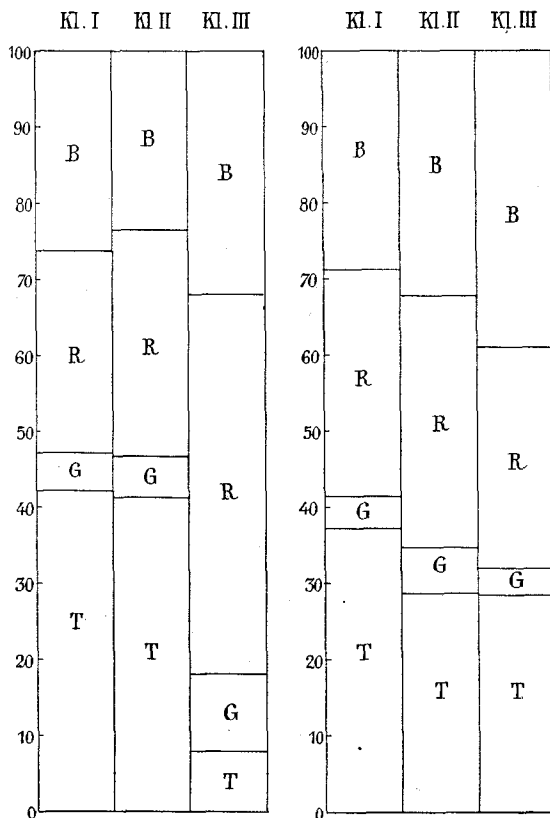 Kl. I Kl II Kl. III Kl. I Kl. II Kl. III
100 100
90 90
B B B B B B
80 80
70 70
R R R R R R
60 60
50 50
G G G G G G
40 40
30 30
T T T T T T
20 20
10 10
0 0